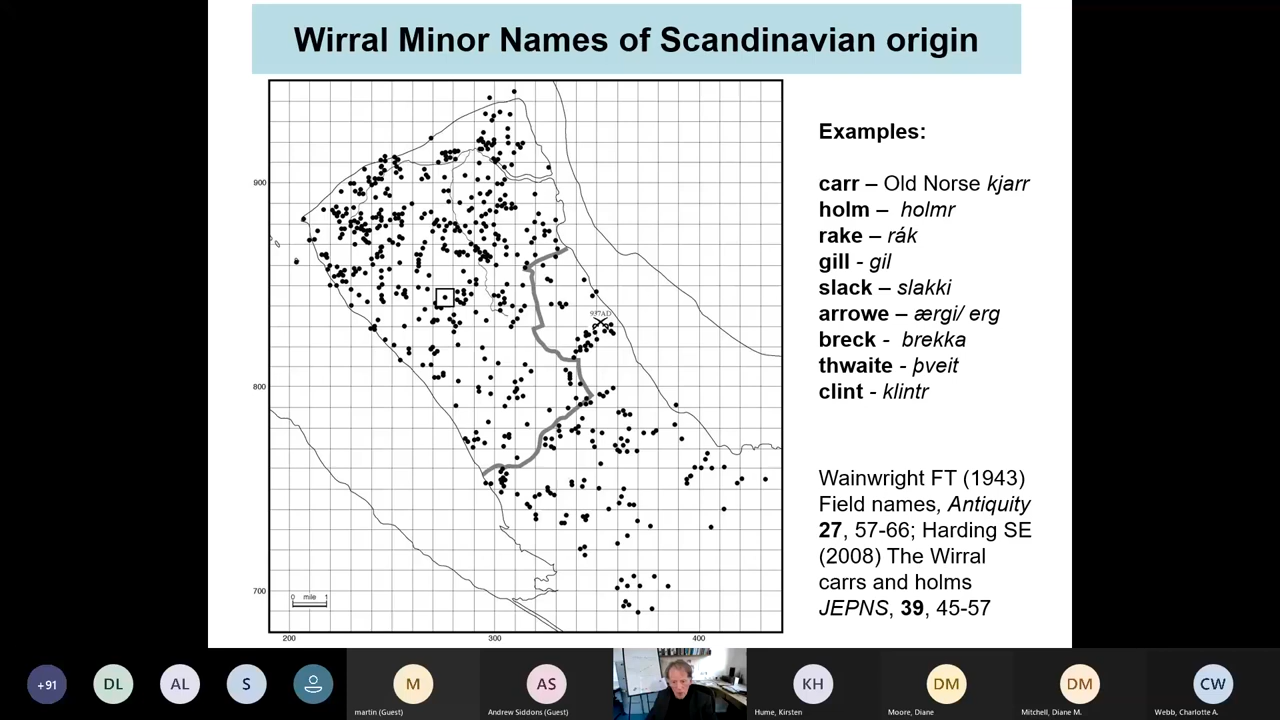 Wirral Minor Names of Scandinavian origin
900
800
700
200
300
400
0 mile 1
937AD
Examples:
carr – Old Norse kjarr
holm – holmr
rake – rák
gill - gil
slack – slakki
arrowe – ærgi/ erg
breck - brekka
thwaite - þveit
clint - klintr
Wainwright FT (1943)
Field names, Antiquity
27, 57-66; Harding SE
(2008) The Wirral
carrs and holms
JEPNS, 39, 45-57
+91
DL
AL
S
M
martin (Guest)
AS
Andrew Siddons (Guest)
KH
Hume, Kirsten
DM
Moore, Diane
DM
Mitchell, Diane M.
CW
Webb, Charlotte A.